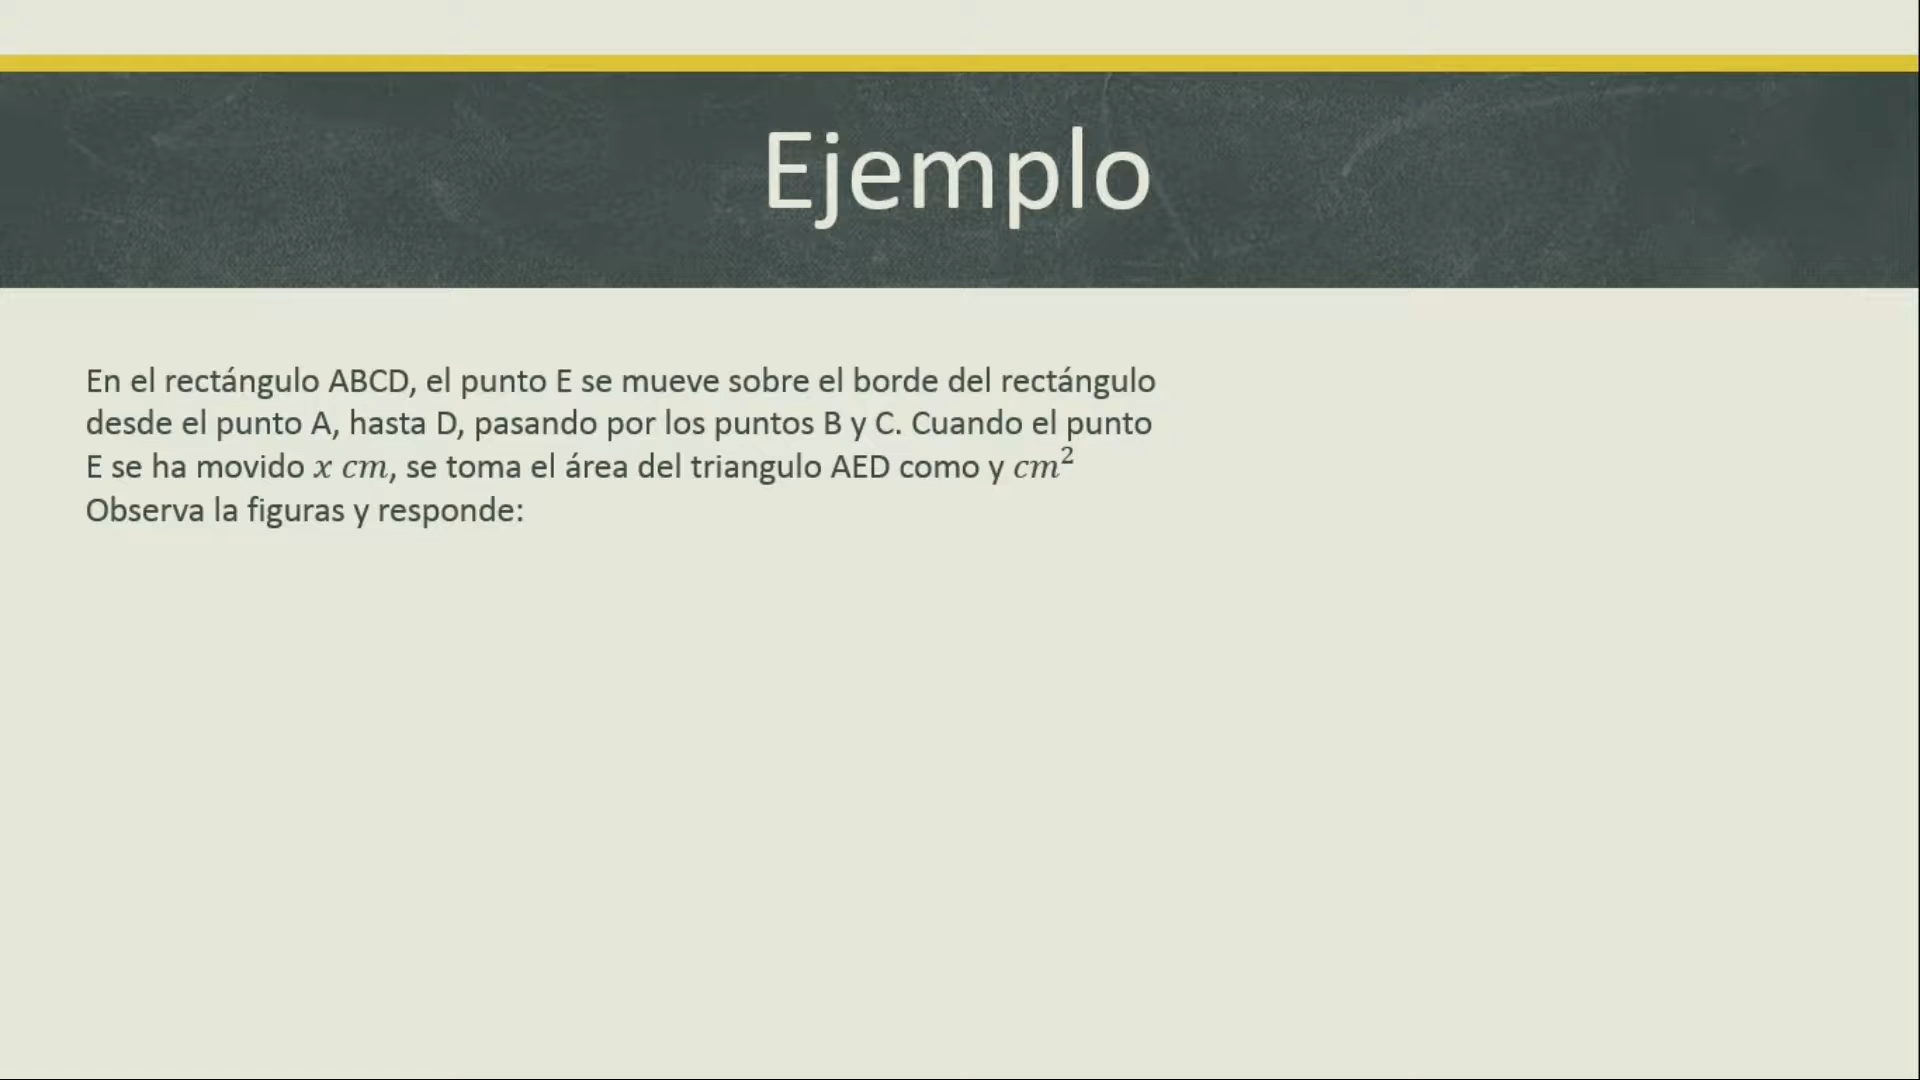 Ejemplo
En el rectángulo ABCD, el punto E se mueve sobre el borde del rectángulo
desde el punto A, hasta D, pasando por los puntos B y C. Cuando el punto
E se ha movido x cm, se toma el área del triangulo AED como y cm²
Observa la figuras y responde: